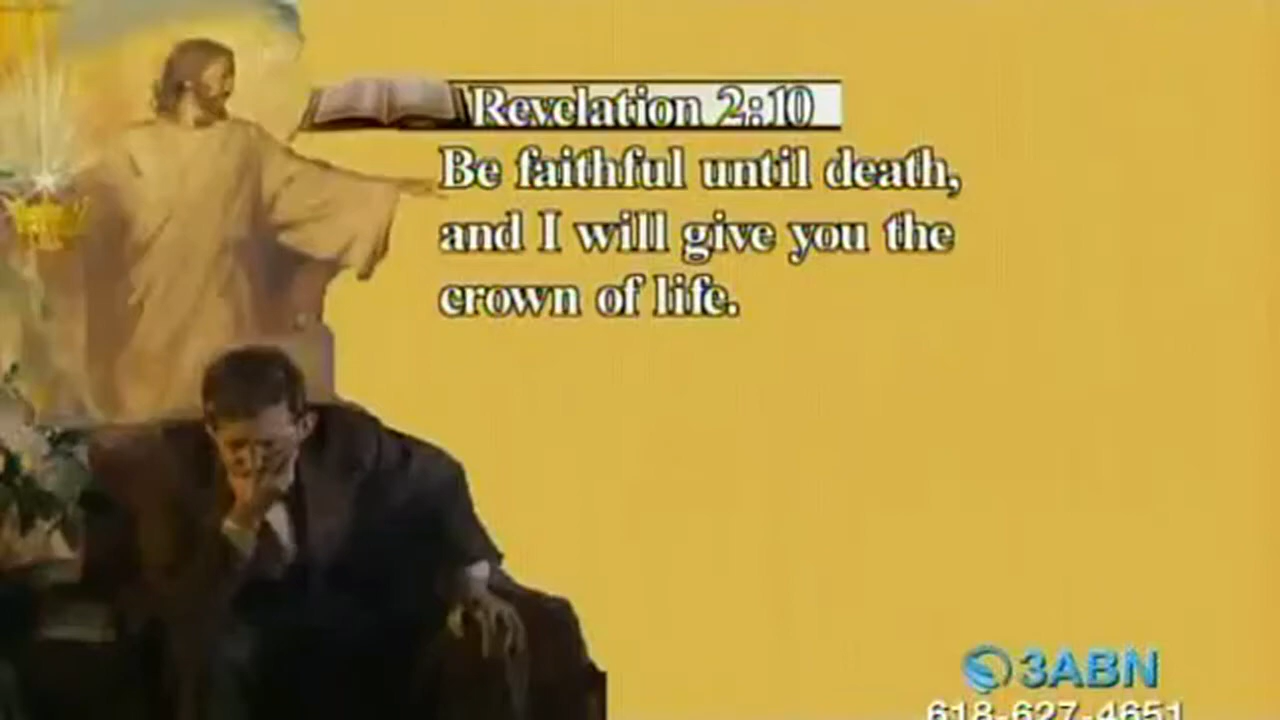 Revelation 2:10
Be faithful until death,
and I will give you the
crown of life.
3ABN
618-627-4651